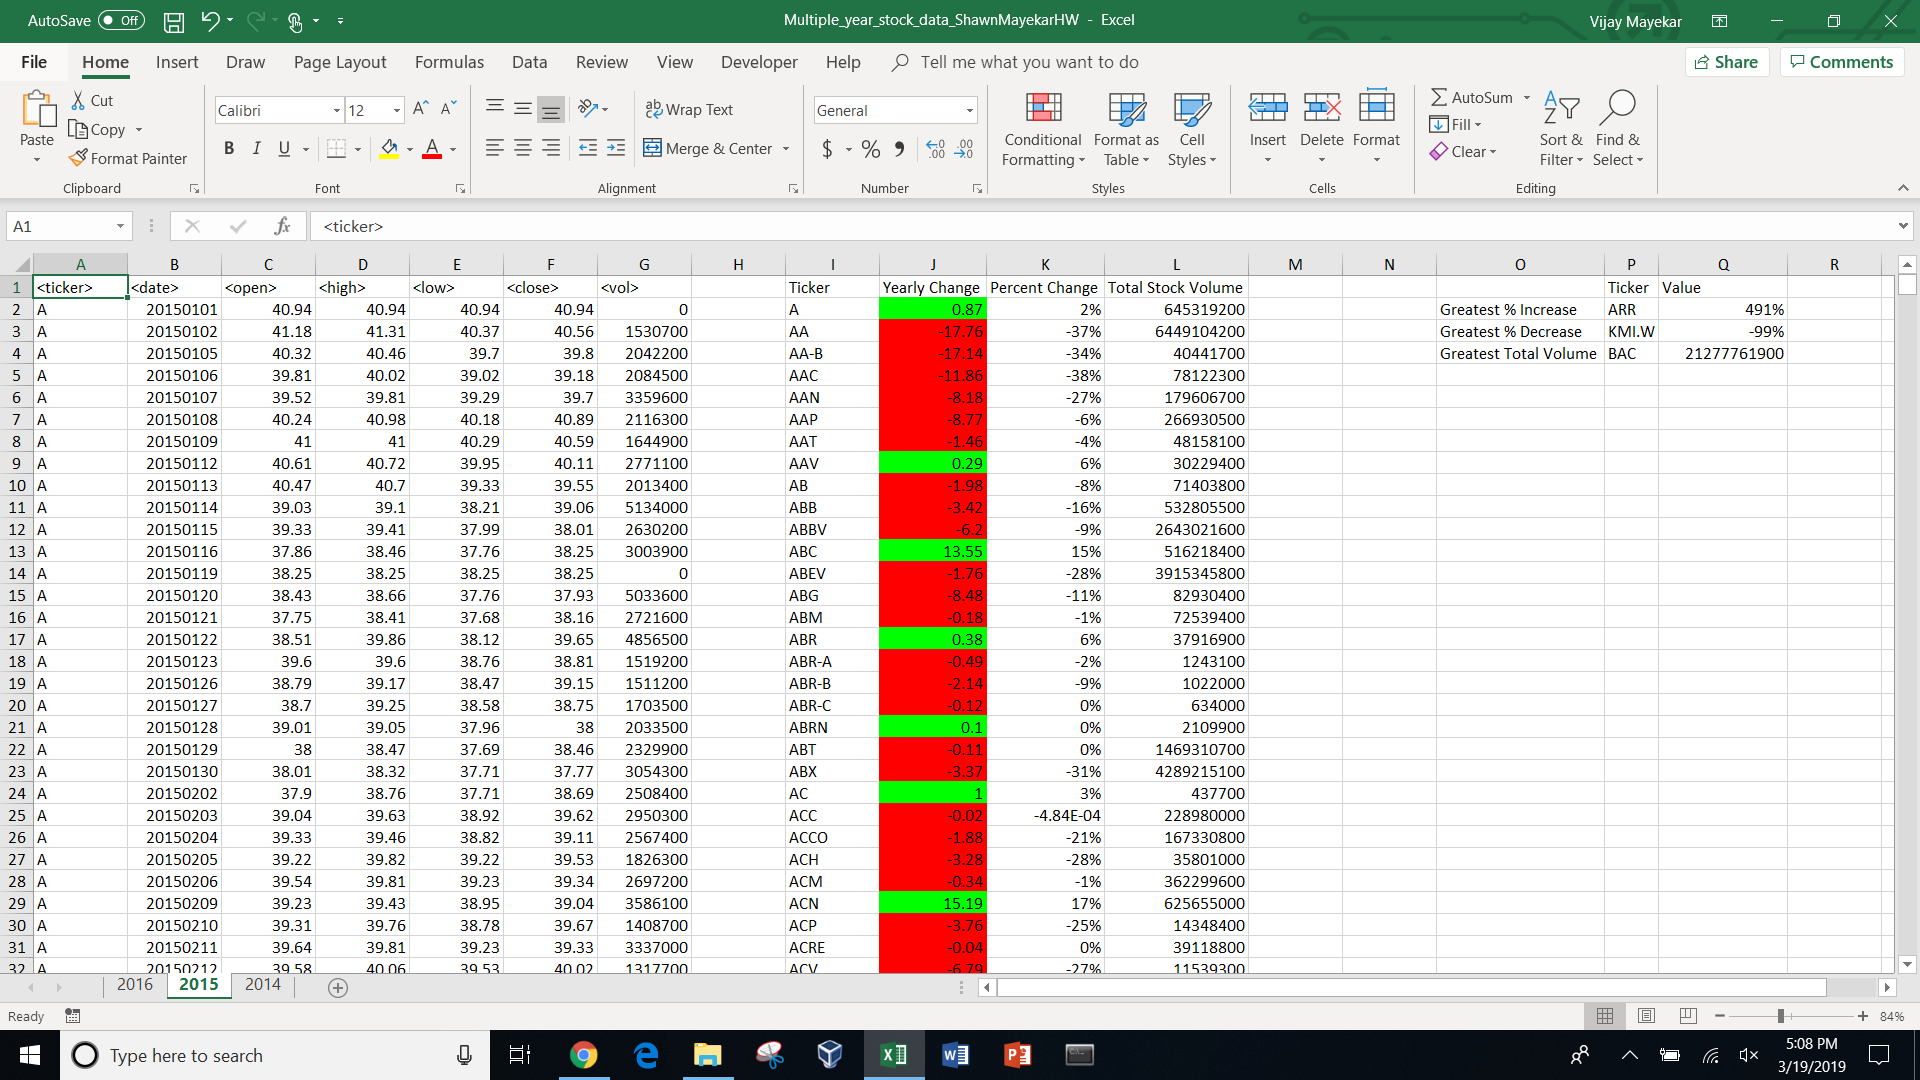 AutoSave Off Multiple_year_stock_data_ShawnMayekarHW - Excel Vijay Mayekar
File Home Insert Draw Page Layout Formulas Data Review View Developer Help Tell me what you want to do Share Comments
Paste Cut Copy Format Painter Clipboard
Calibri 12 B I U A Font
Wrap Text Merge & Center Alignment
General $ % Number
Conditional Formatting Format as Table Cell Styles Styles
Insert Delete Format Cells
AutoSum Fill Clear Sort & Filter Find & Select Editing
A1 fx <ticker>
A B C D E F G H I J K L M N O P Q R
1 <ticker> <date> <open> <high> <low> <close> <vol> Ticker Yearly Change Percent Change Total Stock Volume Ticker Value
2 A 20150101 40.94 40.94 40.94 40.94 0 A 0.87 2% 645319200 Greatest % Increase ARR 491%
3 A 20150102 41.18 41.31 40.37 40.56 1530700 AA -17.76 -37% 6449104200 Greatest % Decrease KMI.W -99%
4 A 20150105 40.32 40.46 39.7 39.8 2042200 AA-B -17.14 -34% 40441700 Greatest Total Volume BAC 21277761900
5 A 20150106 39.81 40.02 39.02 39.18 2084500 AAC -11.86 -38% 78122300
6 A 20150107 39.52 39.81 39.29 39.7 3359600 AAN -8.18 -27% 179606700
7 A 20150108 40.24 40.98 40.18 40.89 2116300 AAP -8.77 -6% 266930500
8 A 20150109 41 41 40.29 40.59 1644900 AAT -1.46 -4% 48158100
9 A 20150112 40.61 40.72 39.95 40.11 2771100 AAV 0.29 6% 30229400
10 A 20150113 40.47 40.7 39.33 39.55 2013400 AB -1.98 -8% 71403800
11 A 20150114 39.03 39.1 38.21 39.06 5134000 ABB -3.42 -16% 532805500
12 A 20150115 39.33 39.41 37.99 38.01 2630200 ABBV -6.2 -9% 2643021600
13 A 20150116 37.86 38.46 37.76 38.25 3003900 ABC 13.55 15% 516218400
14 A 20150119 38.25 38.25 38.25 38.25 0 ABEV -1.76 -28% 3915345800
15 A 20150120 38.43 38.66 37.76 37.93 5033600 ABG -8.48 -11% 82930400
16 A 20150121 37.75 38.41 37.68 38.16 2721600 ABM -0.18 -1% 72539400
17 A 20150122 38.51 39.86 38.12 39.65 4856500 ABR 0.38 6% 37916900
18 A 20150123 39.6 39.6 38.76 38.81 1519200 ABR-A -0.49 -2% 1243100
19 A 20150126 38.79 39.17 38.47 39.15 1511200 ABR-B -2.14 -9% 1022000
20 A 20150127 38.7 39.25 38.58 38.75 1703500 ABR-C -0.12 0% 634000
21 A 20150128 39.01 39.05 37.96 38 2033500 ABRN 0.1 0% 2109900
22 A 20150129 38 38.47 37.69 38.46 2329900 ABT -0.11 0% 1469310700
23 A 20150130 38.01 38.32 37.71 37.77 3054300 ABX -3.37 -31% 4289215100
24 A 20150202 37.9 38.76 37.71 38.69 2508400 AC 1 3% 437700
25 A 20150203 39.04 39.63 38.92 39.62 2950300 ACC -0.02 -4.84E-04 228980000
26 A 20150204 39.33 39.46 38.82 39.11 2567400 ACCO -1.88 -21% 167330800
27 A 20150205 39.22 39.82 39.22 39.53 1826300 ACH -3.28 -28% 35801000
28 A 20150206 39.54 39.81 39.23 39.34 2697200 ACM -0.34 -1% 362299600
29 A 20150209 39.23 39.43 38.95 39.04 3586100 ACN 15.19 17% 625655000
30 A 20150210 39.31 39.76 38.78 39.67 1408700 ACP -3.76 -25% 14348400
31 A 20150211 39.64 39.81 39.23 39.33 3337000 ACRE -0.04 0% 39118800
32 A 20150212 39.58 40.06 39.53 40.02 1317700 ACV -6.79 -27% 11539300
2016 2015 2014
Ready 84%
Type here to search 5:08 PM
3/19/2019